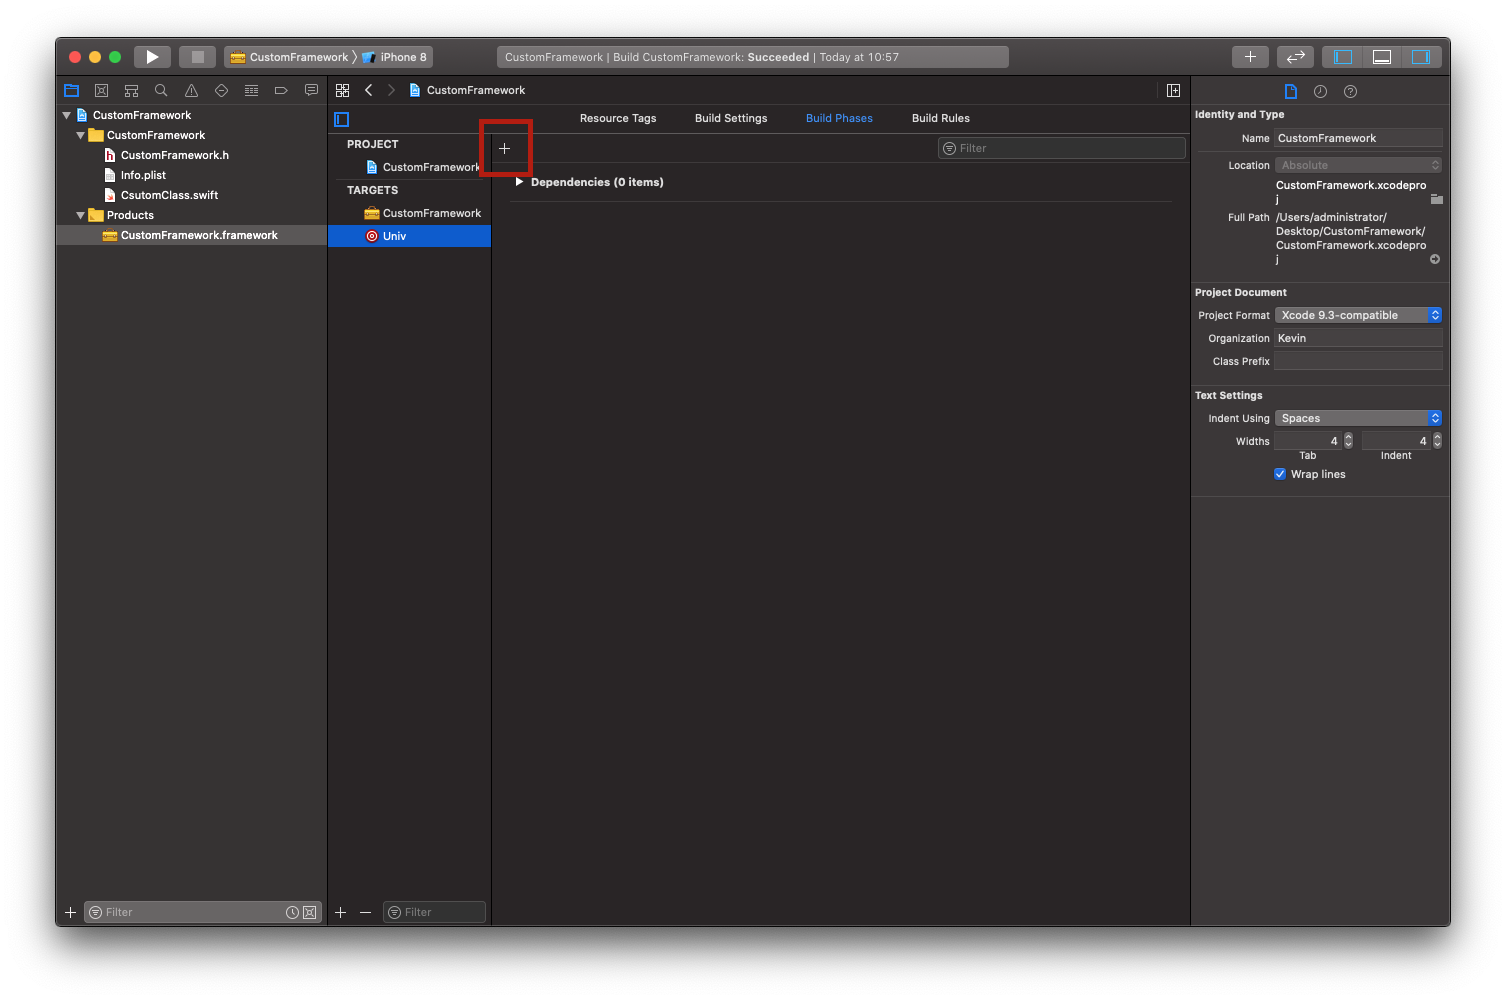 CustomFramework 〉 iPhone 8
CustomFramework | Build CustomFramework: Succeeded | Today at 10:57
CustomFramework
CustomFramework
CustomFramework.h
Info.plist
CsutomClass.swift
Products
CustomFramework.framework
Filter
CustomFramework
Resource Tags Build Settings Build Phases Build Rules
PROJECT
CustomFramework
TARGETS
CustomFramework
Univ
Filter
Filter
Dependencies (0 items)
Identity and Type
Name CustomFramework
Location Absolute
CustomFramework.xcodepro
j
Full Path /Users/administrator/
Desktop/CustomFramework/
CustomFramework.xcodepro
j
Project Document
Project Format Xcode 9.3-compatible
Organization Kevin
Class Prefix
Text Settings
Indent Using Spaces
Widths 4 4
Tab Indent
Wrap lines